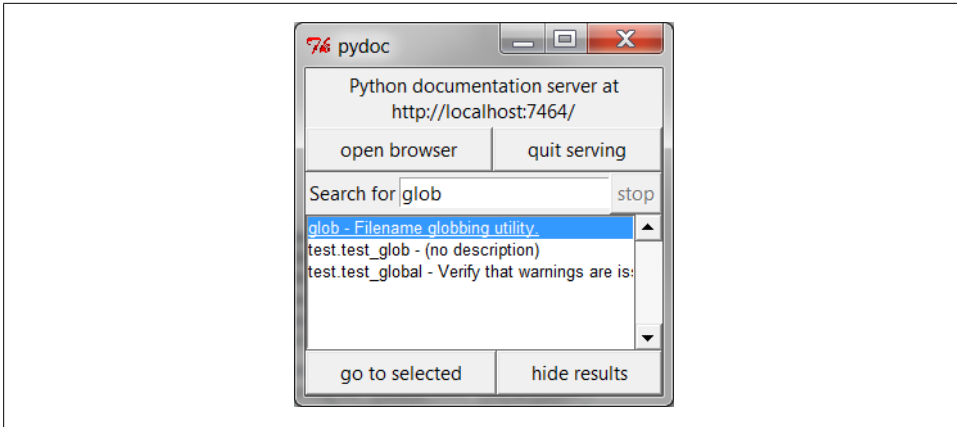 pydoc
Python documentation server at
http://localhost:7464/
open browser
quit serving
Search for glob
stop
glob - Filename globbing utility.
test.test_glob - (no description)
test.test_global - Verify that warnings are is
go to selected
hide results